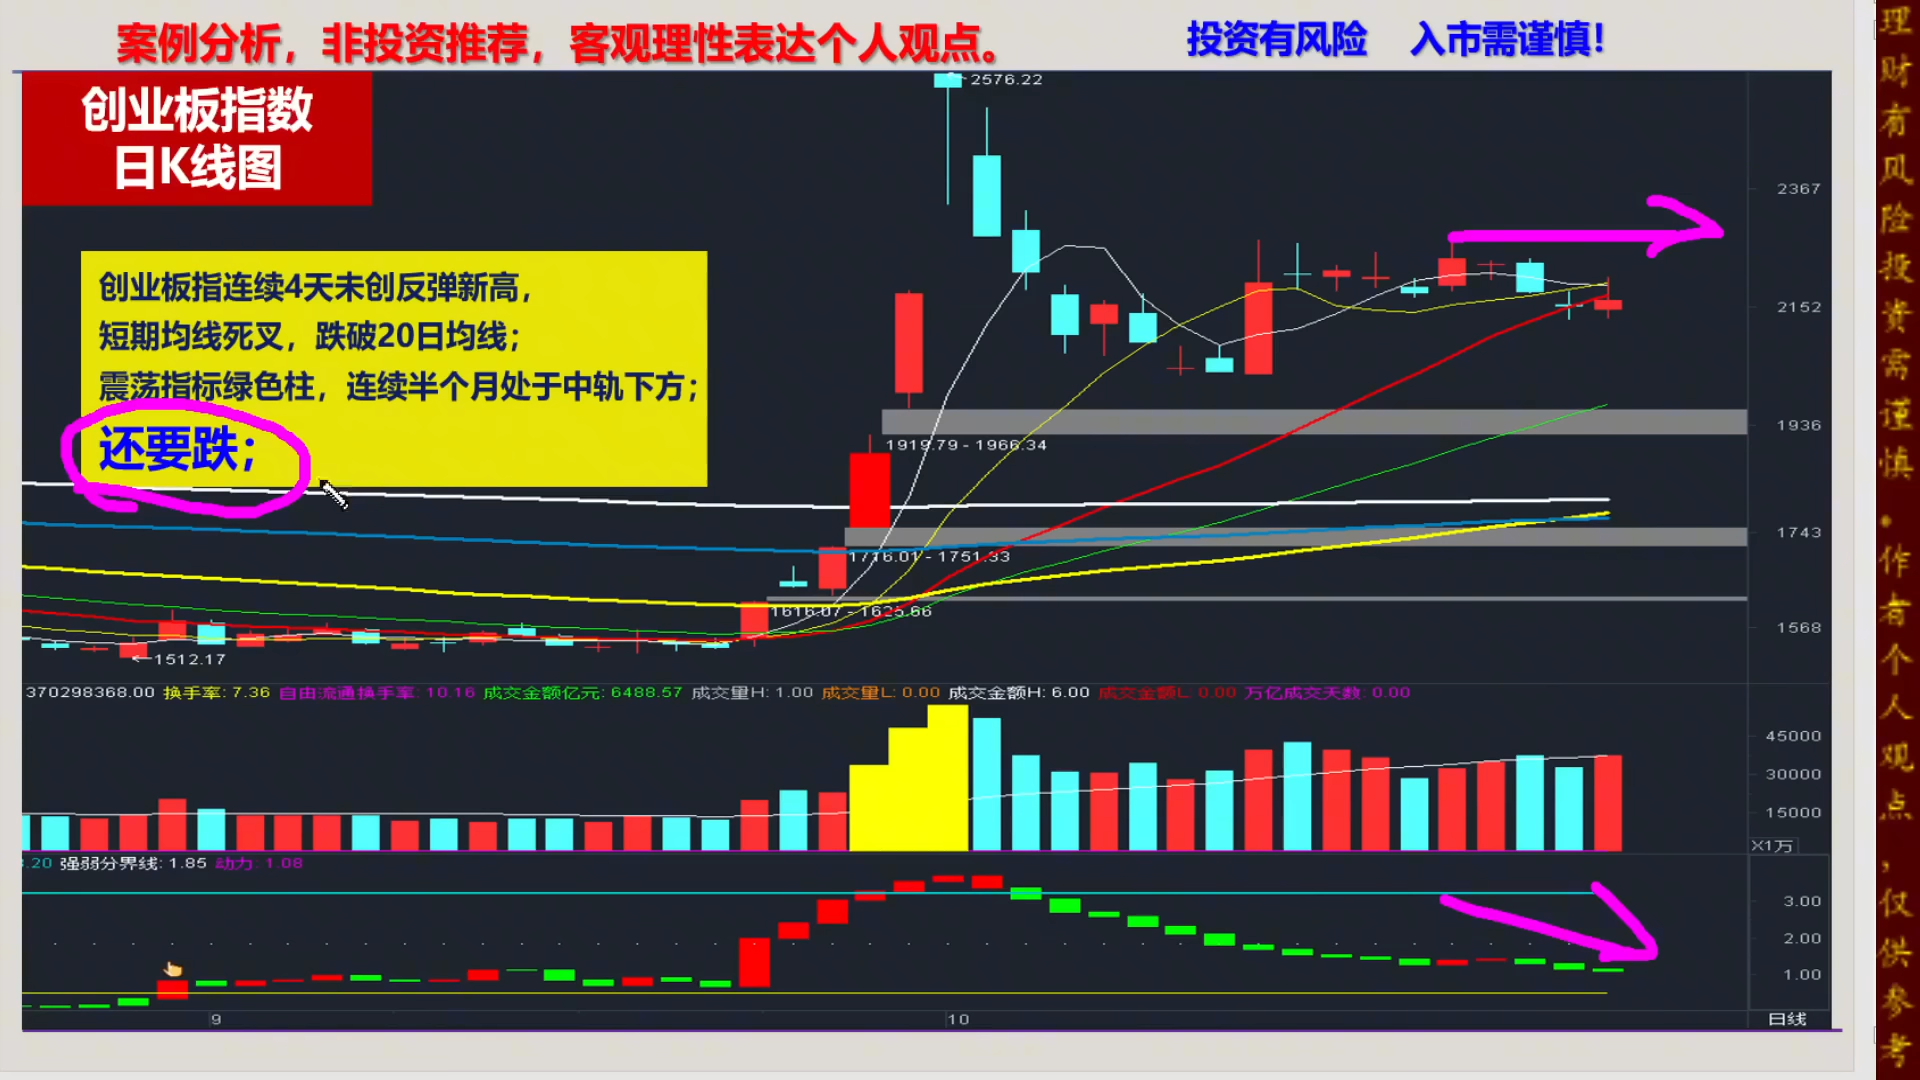 案例分析，非投资推荐，客观理性表达个人观点。
投资有风险 入市需谨慎！
创业板指数
日K线图
创业板指连续4天未创反弹新高，
短期均线死叉，跌破20日均线；
震荡指标绿色柱，连续半个月处于中轨下方；
还要跌；
2576.22
2367
2152
1936
1743
1568
1919.79 - 1966.34
1716.01 - 1751.33
1616.07 - 1625.66
←1512.17
370298368.00 换手率: 7.36 自由流通换手率: 10.16 成交金额亿元: 6488.57 成交量H: 1.00 成交量L: 0.00 成交金额H: 6.00 成交金额L: 0.00 万亿成交天数: 0.00
45000
30000
15000
X1万
.20 强弱分界线: 1.85 动力: 1.08
3.00
2.00
1.00
9
10
日线
理财有风险投资需谨慎.作者个人观点，仅供参考